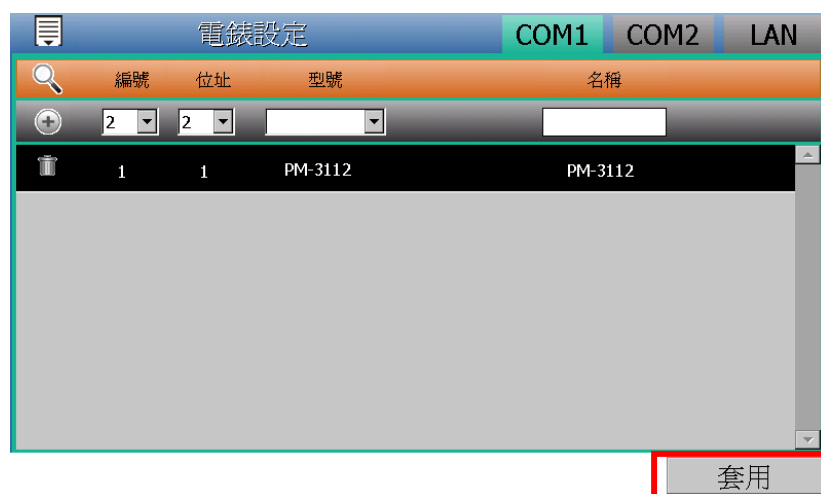 電錶設定 COM1 COM2 LAN
編號 位址 型號 名稱
2 2
1 1 PM-3112 PM-3112
套用